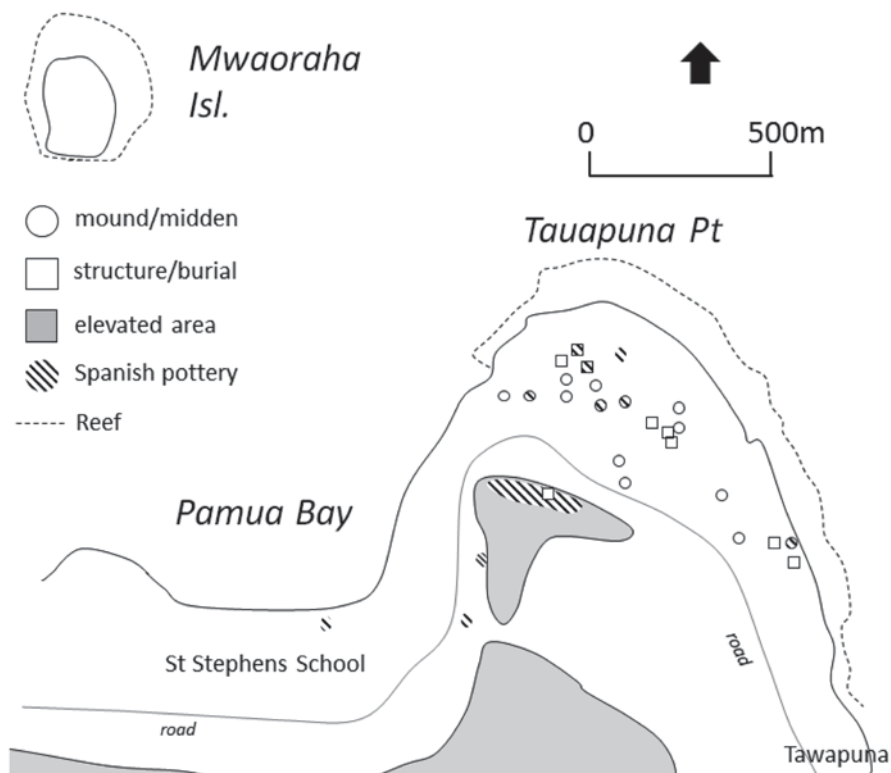 Mwaoraha
Isl.
0 500m
mound/midden
structure/burial
elevated area
Spanish pottery
Reef
Tauapuna Pt
Pamua Bay
St Stephens School
road
road
Tawapuna